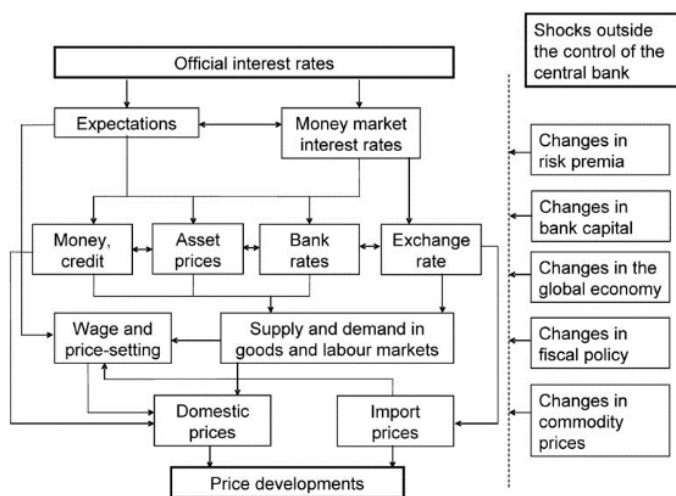 Official interest rates
Shocks outside
the control of the
central bank
Expectations
Money market
interest rates
Changes in
risk premia
Changes in
bank capital
Money,
credit
Asset
prices
Bank
rates
Exchange
rate
Changes in the
global economy
Wage and
price-setting
Supply and demand in
goods and labour markets
Changes in
fiscal policy
Domestic
prices
Import
prices
Changes in
commodity
prices
Price developments